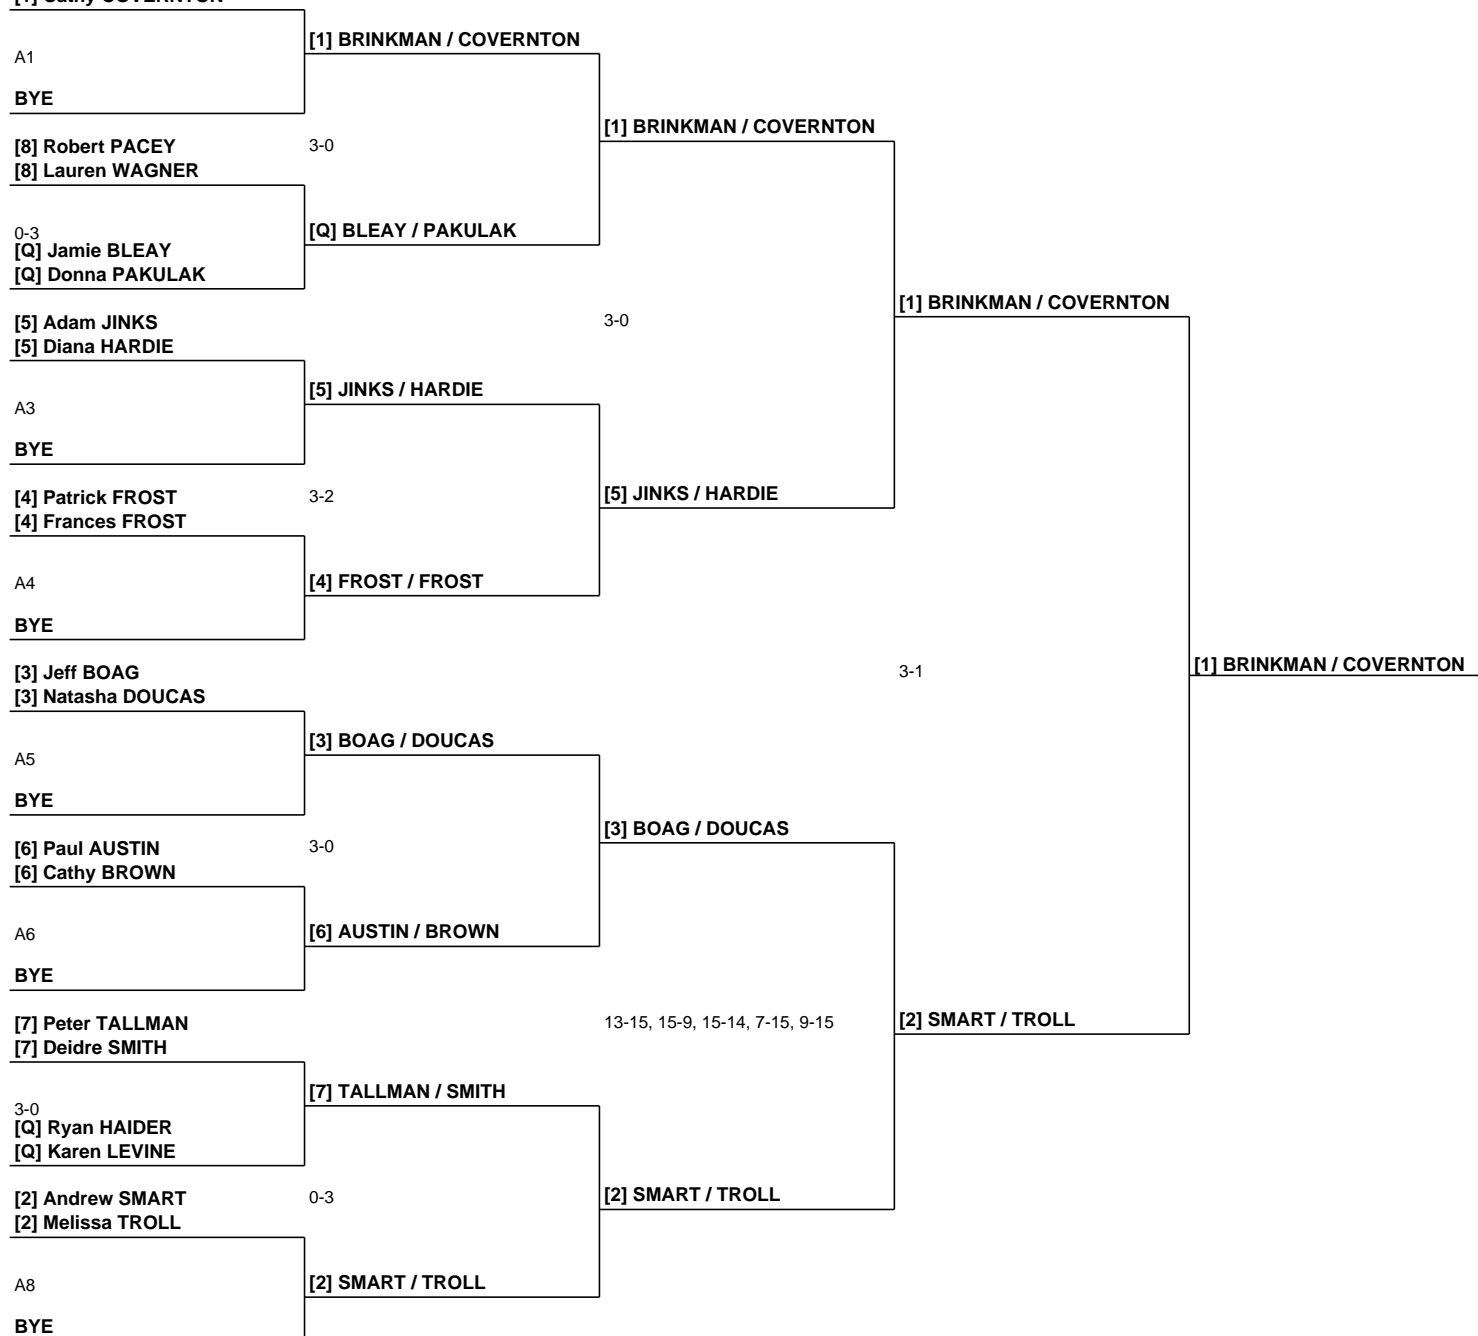 [1] Cathy COVERNTON
[1] BRINKMAN / COVERNTON
A1
BYE
[1] BRINKMAN / COVERNTON
[8] Robert PACEY
3-0
[8] Lauren WAGNER
0-3
[Q] BLEAY / PAKULAK
[Q] Jamie BLEAY
[Q] Donna PAKULAK
[1] BRINKMAN / COVERNTON
[5] Adam JINKS
3-0
[5] Diana HARDIE
[5] JINKS / HARDIE
A3
BYE
[4] Patrick FROST
3-2
[5] JINKS / HARDIE
[4] Frances FROST
A4
[4] FROST / FROST
BYE
[3] Jeff BOAG
3-1
[1] BRINKMAN / COVERNTON
[3] Natasha DOUCAS
[3] BOAG / DOUCAS
A5
BYE
[3] BOAG / DOUCAS
[6] Paul AUSTIN
3-0
[6] Cathy BROWN
A6
[6] AUSTIN / BROWN
BYE
[7] Peter TALLMAN
13-15, 15-9, 15-14, 7-15, 9-15
[2] SMART / TROLL
[7] Deidre SMITH
[7] TALLMAN / SMITH
3-0
[Q] Ryan HAIDER
[Q] Karen LEVINE
[2] Andrew SMART
0-3
[2] SMART / TROLL
[2] Melissa TROLL
A8
[2] SMART / TROLL
BYE